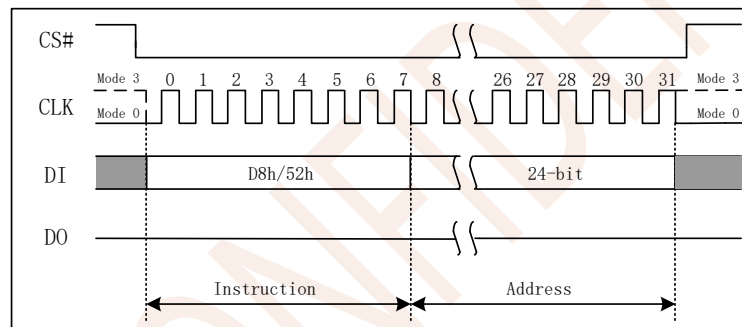 CS#
Mode 3 0 1 2 3 4 5 6 7 8 26 27 28 29 30 31 Mode 3
CLK Mode 0 Mode 0
DI D8h/52h 24-bit
DO
Instruction Address